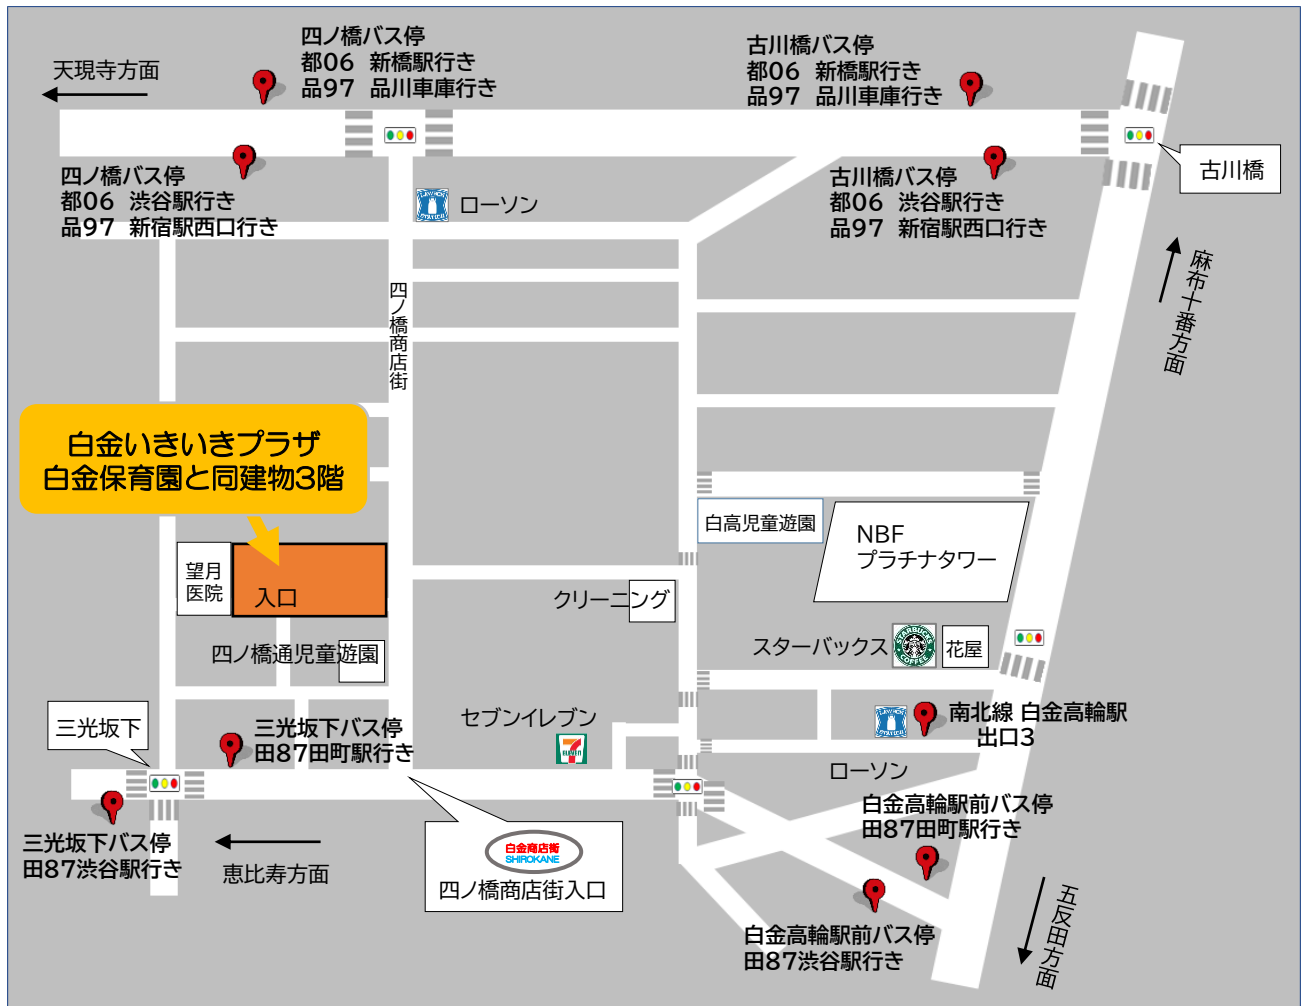 四ノ橋バス停
都06 新橋駅行き
品97 品川車庫行き
古川橋バス停
都06 新橋駅行き
品97 品川車庫行き
天現寺方面
四ノ橋バス停
都06 渋谷駅行き
品97 新宿駅西口行き
古川橋バス停
都06 渋谷駅行き
品97 新宿駅西口行き
古川橋
LAWSON
STATION
ローソン
麻布十番方面
四ノ橋商店街
白金いきいきプラザ
白金保育園と同建物3階
白高児童遊園
NBF
プラチナタワー
望月
医院
入口
クリーニング
四ノ橋通児童遊園
スターバックス
STARBUCKS
COFFEE
花屋
三光坂下
三光坂下バス停
田87田町駅行き
セブンイレブン
7
ELEVEN
LAWSON
STATION
南北線 白金高輪駅
出口3
ローソン
白金高輪駅前バス停
田87田町駅行き
三光坂下バス停
田87渋谷駅行き
恵比寿方面
白金商店街
SHIROKANE
四ノ橋商店街入口
五反田方面
白金高輪駅前バス停
田87渋谷駅行き